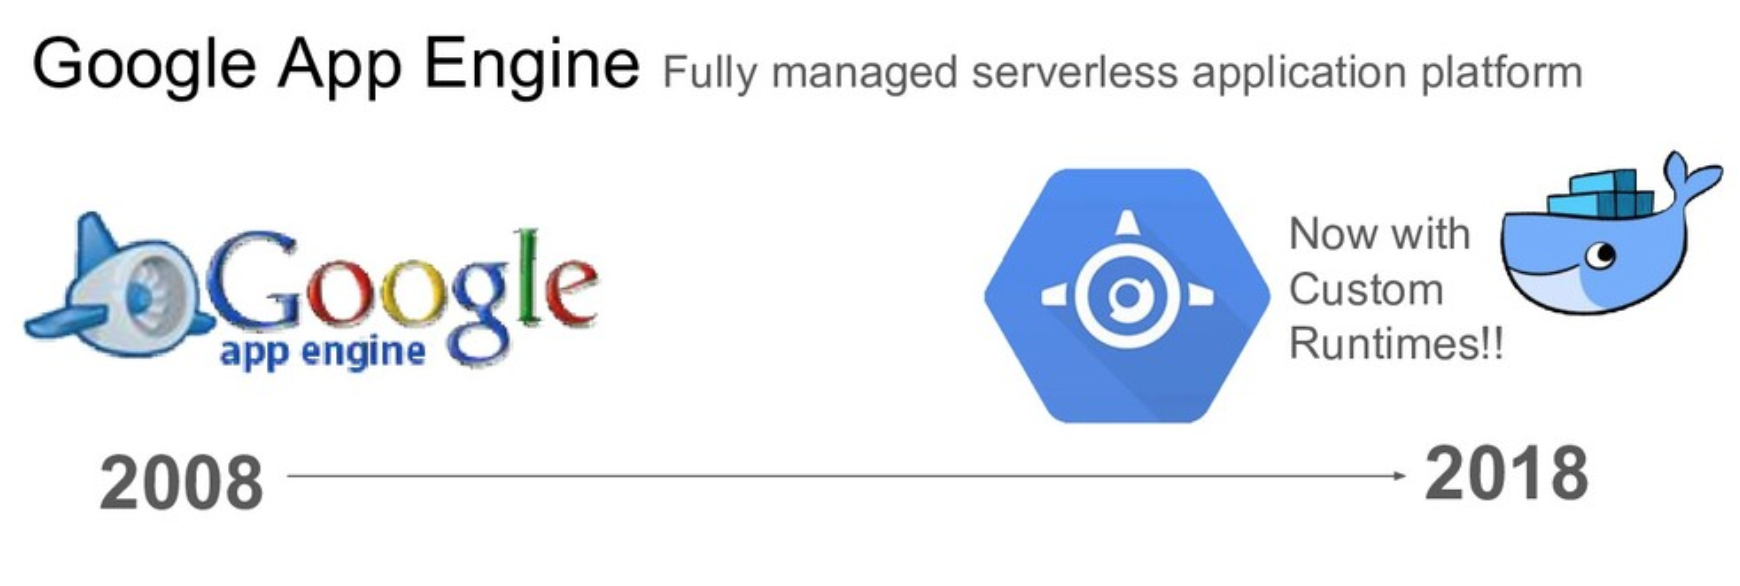 Google App Engine Fully managed serverless application platform
Google
app engine
Now with
Custom
Runtimes!!
2008
2018